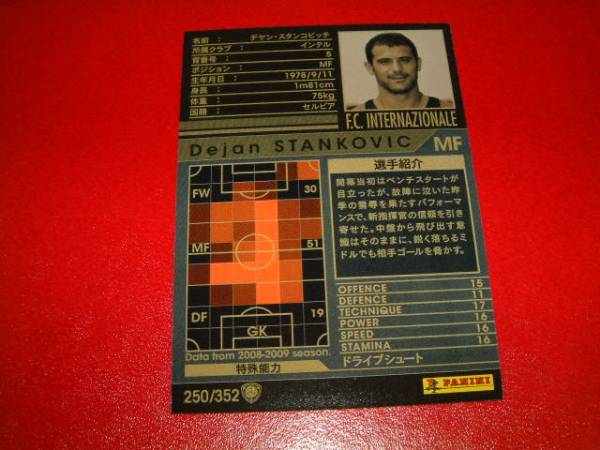 名前 : デヤン・スタンコビッチ
所属クラブ : インテル
背番号 : 5
ポジション : MF
生年月日 : 1978/9/11
身長 : 1m81cm
体重 : 75kg
国籍 : セルビア
F.C. INTERNAZIONALE
Dejan STANKOVIC MF
FW 30
MF 51
DF 19
GK
Data from 2008-2009 season.
選手紹介
開幕当初はベンチスタートが
目立ったが、故障に泣いた昨
季の雪辱を果たすパフォーマ
ンスで、新指揮官の信頼を引き
寄せた。中盤から飛び出す意
識はそのままに、鋭く落ちるミ
ドルでも相手ゴールを脅かす。
OFFENCE 15
DEFENCE 11
TECHNIQUE 17
POWER 16
SPEED 16
STAMINA 16
特殊能力 ドライブシュート
250/352
PANINI